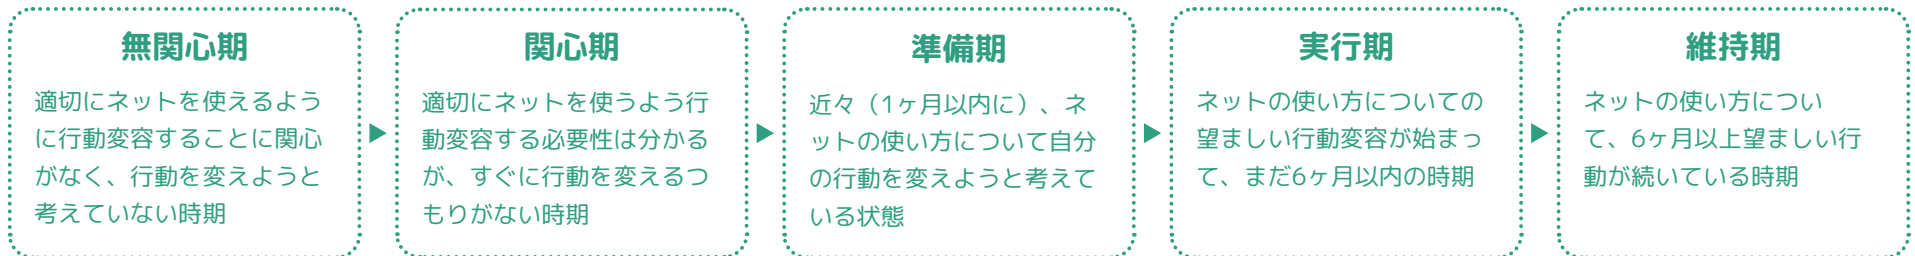 無関心期
適切にネットを使えるよう
に行動変容することに関心
がなく、行動を変えようと
考えていない時期
関心期
適切にネットを使うよう行
動変容する必要性は分かる
が、すぐに行動を変えるつ
もりがない時期
準備期
近々（1ヶ月以内に）、ネ
ットの使い方について自分
の行動を変えようと考えて
いる状態
実行期
ネットの使い方についての
望ましい行動変容が始まっ
て、まだ6ヶ月以内の時期
維持期
ネットの使い方につい
て、6ヶ月以上望ましい行
動が続いている時期